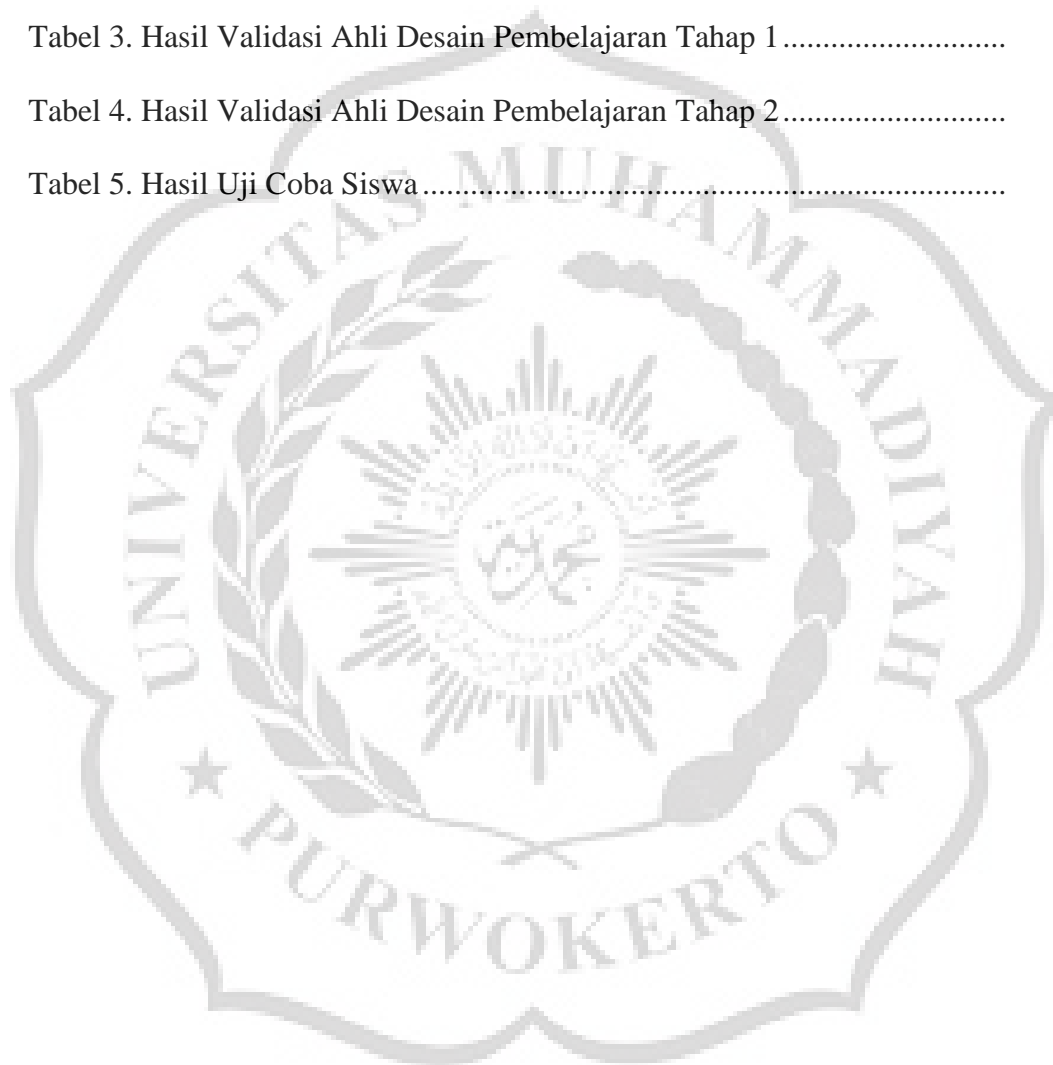 Tabel 3. Hasil Validasi Ahli Desain Pembelajaran Tahap 1............................
Tabel 4. Hasil Validasi Ahli Desain Pembelajaran Tahap 2............................
Tabel 5. Hasil Uji Coba Siswa.........................................................................
UNIVERSITAS MUHAMMADIYAH
★ PURWOKERTO ★